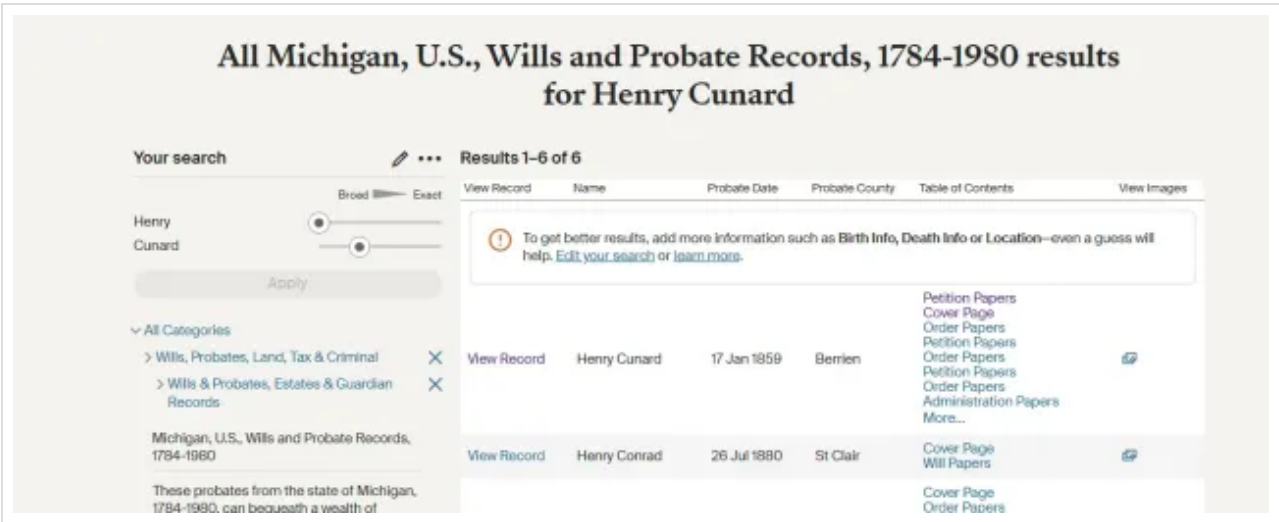 All Michigan, U.S., Wills and Probate Records, 1784-1980 results
for Henry Cunard
Your search
Broad Exact
Henry
Cunard
Apply
All Categories
Wills, Probates, Land, Tax & Criminal
Wills & Probates, Estates & Guardian
Records
Michigan, U.S., Wills and Probate Records,
1784-1980
These probates from the state of Michigan,
1784-1980, can bequeath a wealth of
Results 1–6 of 6
View Record Name Probate Date Probate County Table of Contents View Images
To get better results, add more information such as Birth Info, Death Info or Location—even a guess will
help. Edit your search or learn more.
View Record Henry Cunard 17 Jan 1859 Berrien
Petition Papers
Cover Page
Order Papers
Petition Papers
Order Papers
Petition Papers
Order Papers
Administration Papers
More...
View Record Henry Conrad 26 Jul 1880 St Clair
Cover Page
Will Papers
Cover Page
Order Papers